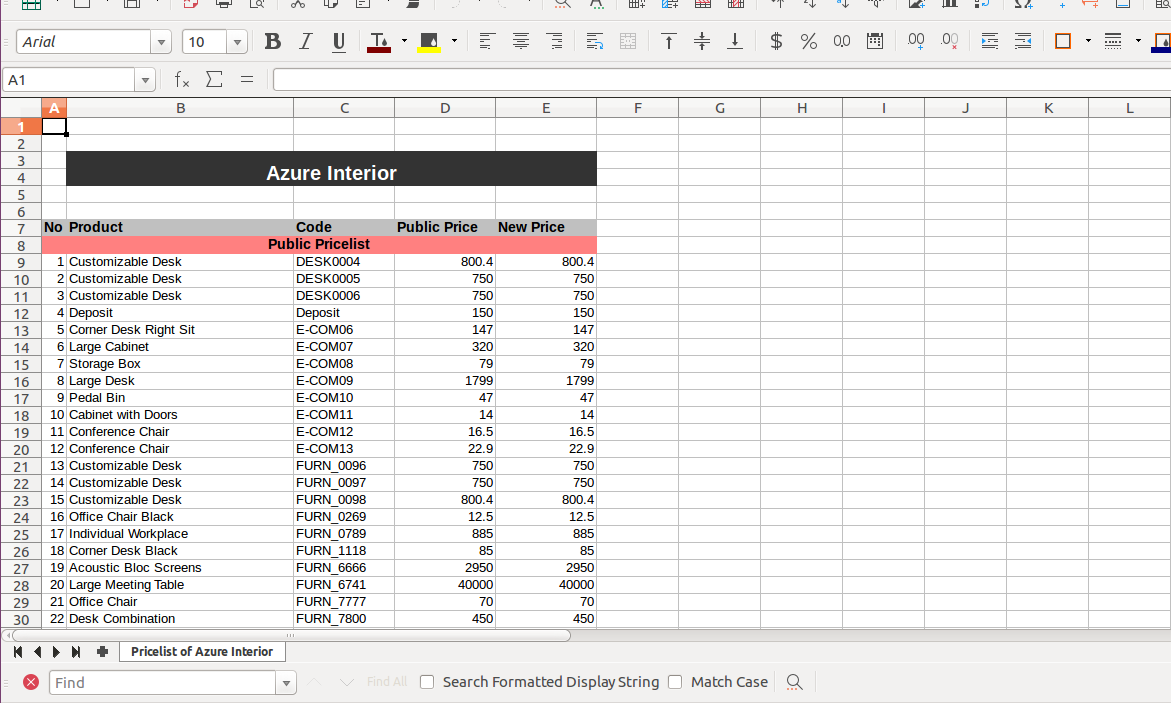 Arial 10 B I U $ % 0,0
A1
A B C D E F G H I J K L
1
2
3
4 Azure Interior
5
6
7 No Product Code Public Price New Price
8 Public Pricelist
9 1 Customizable Desk DESK0004 800.4 800.4
10 2 Customizable Desk DESK0005 750 750
11 3 Customizable Desk DESK0006 750 750
12 4 Deposit Deposit 150 150
13 5 Corner Desk Right Sit E-COM06 147 147
14 6 Large Cabinet E-COM07 320 320
15 7 Storage Box E-COM08 79 79
16 8 Large Desk E-COM09 1799 1799
17 9 Pedal Bin E-COM10 47 47
18 10 Cabinet with Doors E-COM11 14 14
19 11 Conference Chair E-COM12 16.5 16.5
20 12 Conference Chair E-COM13 22.9 22.9
21 13 Customizable Desk FURN_0096 750 750
22 14 Customizable Desk FURN_0097 750 750
23 15 Customizable Desk FURN_0098 800.4 800.4
24 16 Office Chair Black FURN_0269 12.5 12.5
25 17 Individual Workplace FURN_0789 885 885
26 18 Corner Desk Black FURN_1118 85 85
27 19 Acoustic Bloc Screens FURN_6666 2950 2950
28 20 Large Meeting Table FURN_6741 40000 40000
29 21 Office Chair FURN_7777 70 70
30 22 Desk Combination FURN_7800 450 450
Pricelist of Azure Interior
Find Find All Search Formatted Display String Match Case